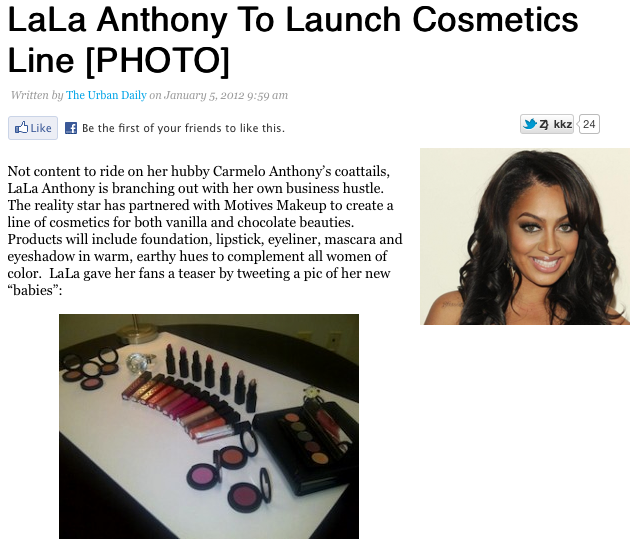 LaLa Anthony To Launch Cosmetics
Line [PHOTO]
Written by The Urban Daily on January 5, 2012 9:59 am
Like
Be the first of your friends to like this.
kkz
24
Not content to ride on her hubby Carmelo Anthony's coattails,
LaLa Anthony is branching out with her own business hustle.
The reality star has partnered with Motives Makeup to create a
line of cosmetics for both vanilla and chocolate beauties.
Products will include foundation, lipstick, eyeliner, mascara and
eyeshadow in warm, earthy hues to complement all women of
color.  LaLa gave her fans a teaser by tweeting a pic of her new
“babies”: